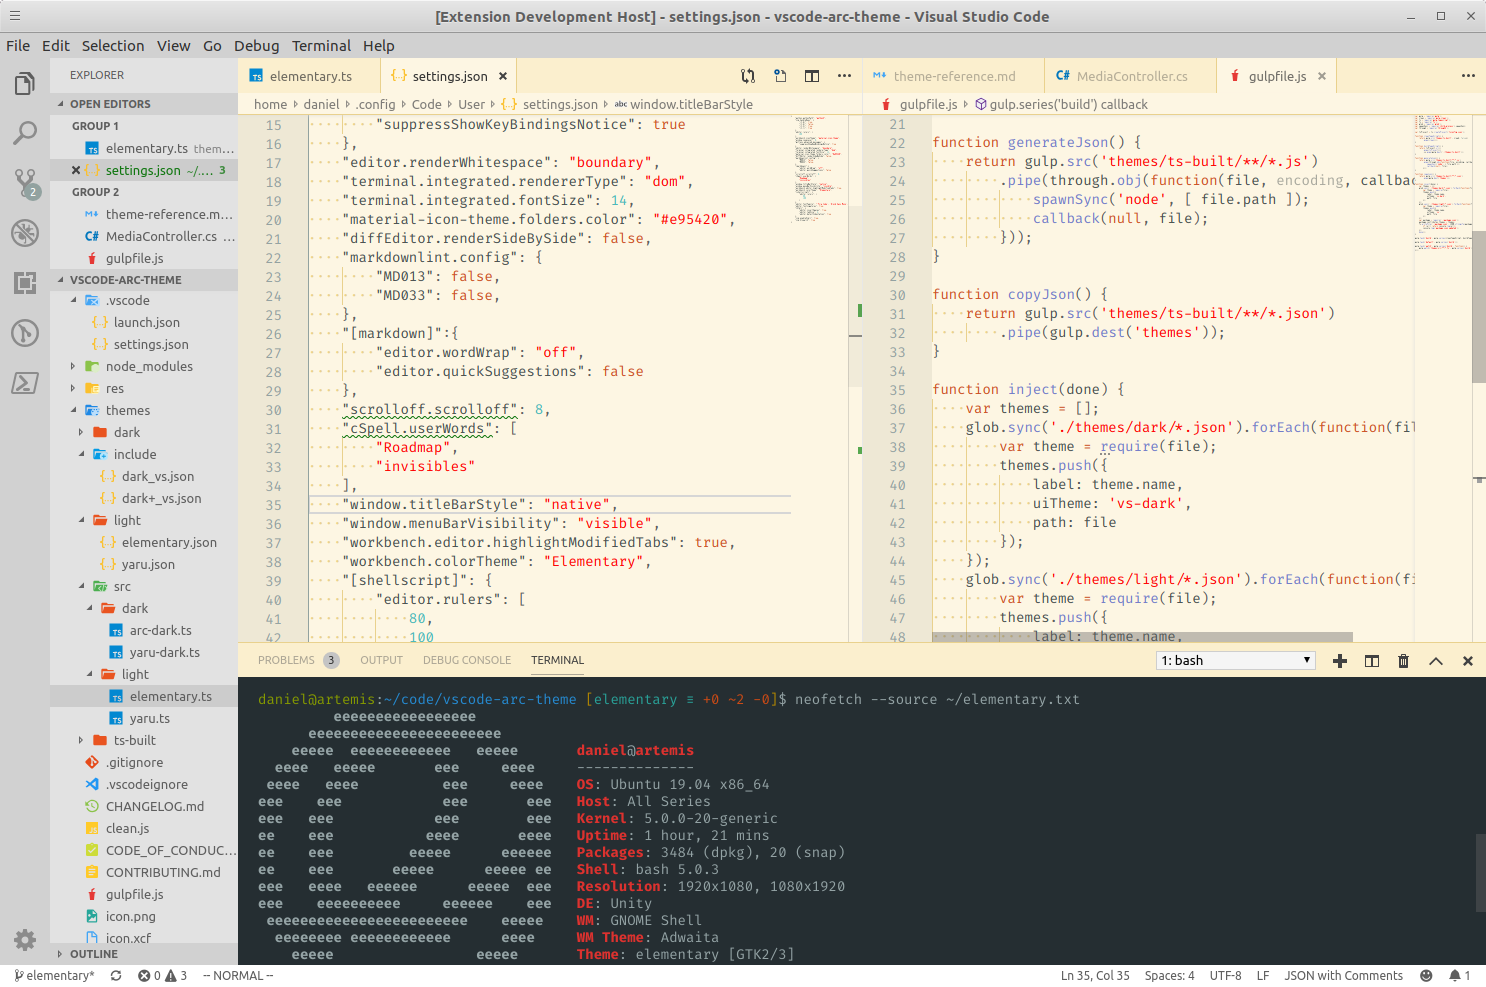 [Extension Development Host] - settings.json - vscode-arc-theme - Visual Studio Code
File Edit Selection View Go Debug Terminal Help
EXPLORER
OPEN EDITORS
GROUP 1
elementary.ts them...
settings.json ~/.... 3
GROUP 2
theme-reference.m...
MediaController.cs ...
gulpfile.js
VSCODE-ARC-THEME
.vscode
launch.json
settings.json
node_modules
res
themes
dark
include
dark_vs.json
dark+_vs.json
light
elementary.json
yaru.json
src
dark
arc-dark.ts
yaru-dark.ts
light
elementary.ts
yaru.ts
ts-built
.gitignore
.vscodeignore
CHANGELOG.md
clean.js
CODE_OF_CONDUC...
CONTRIBUTING.md
gulpfile.js
icon.png
icon.xcf
OUTLINE
2
elementary.ts settings.json
home > daniel > .config > Code > User > {..} settings.json > abc window.titleBarStyle
15 "suppressShowKeyBindingsNotice": true
16 },
17 "editor.renderWhitespace": "boundary",
18 "terminal.integrated.rendererType": "dom",
19 "terminal.integrated.fontSize": 14,
20 "material-icon-theme.folders.color": "#e95420",
21 "diffEditor.renderSideBySide": false,
22 "markdownlint.config": {
23 "MD013": false,
24 "MD033": false,
25 },
26 "[markdown]":{
27 "editor.wordWrap": "off",
28 "editor.quickSuggestions": false
29 },
30 "scrolloff.scrolloff": 8,
31 "cSpell.userWords": [
32 "Roadmap",
33 "invisibles"
34 ],
35 "window.titleBarStyle": "native",
36 "window.menuBarVisibility": "visible",
37 "workbench.editor.highlightModifiedTabs": true,
38 "workbench.colorTheme": "Elementary",
39 "[shellscript]": {
40 "editor.rulers": [
41 80,
42 100
theme-reference.md MediaController.cs gulpfile.js
gulpfile.js > gulp.series('build') callback
21
22 function generateJson() {
23 return gulp.src('themes/ts-built/**/*.js')
24 .pipe(through.obj(function(file, encoding, callbac
25 spawnSync('node', [ file.path ]);
26 callback(null, file);
27 }));
28 }
29
30 function copyJson() {
31 return gulp.src('themes/ts-built/**/*.json')
32 .pipe(gulp.dest('themes'));
33 }
34
35 function inject(done) {
36 var themes = [];
37 glob.sync('./themes/dark/*.json').forEach(function(fil
38 var theme = require(file);
39 themes.push({
40 label: theme.name,
41 uiTheme: 'vs-dark',
42 path: file
43 });
44 });
45 glob.sync('./themes/light/*.json').forEach(function(fi
46 var theme = require(file);
47 themes.push({
48 label: theme.name,
PROBLEMS 3 OUTPUT DEBUG CONSOLE TERMINAL 1: bash
daniel@artemis:~/code/vscode-arc-theme [elementary ≡ +0 ~2 -0]$ neofetch --source ~/elementary.txt
eeeeeeeeeeeeeeeee
eeeeeeeeeeeeeeeeeeeeeee
eeeee eeeeeeeeeeee eeeee daniel@artemis
eeee eeeee eee eeee --------------
eeee eeee eee eeee OS: Ubuntu 19.04 x86_64
eee eee eee eee Host: All Series
eee eee eee eee Kernel: 5.0.0-20-generic
ee eee eeee eeee Uptime: 1 hour, 21 mins
ee eee eeeee eeeeee Packages: 3484 (dpkg), 20 (snap)
ee eee eeeee eeeee ee Shell: bash 5.0.3
eee eee eeeeee eeeee eee Resolution: 1920x1080, 1080x1920
eee eeeeeeeeee eeeeee eee DE: Unity
eeeeeeeeeeeeeeeeeeeeeeee eeeee WM: GNOME Shell
eeeeeeee eeeeeeeeeeee eeee WM Theme: Adwaita
eeeee eeeee Theme: elementary [GTK2/3]
elementary* 0 3 -- NORMAL -- Ln 35, Col 35 Spaces: 4 UTF-8 LF JSON with Comments 1